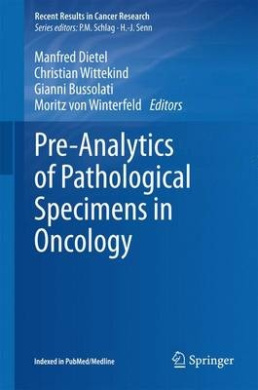 Recent Results in Cancer Research
Series editors: P.M. Schlag · H.-J. Senn
Manfred Dietel
Christian Wittekind
Gianni Bussolati
Moritz von Winterfeld Editors
Pre-Analytics
of Pathological
Specimens in
Oncology
Indexed in PubMed/Medline
Springer